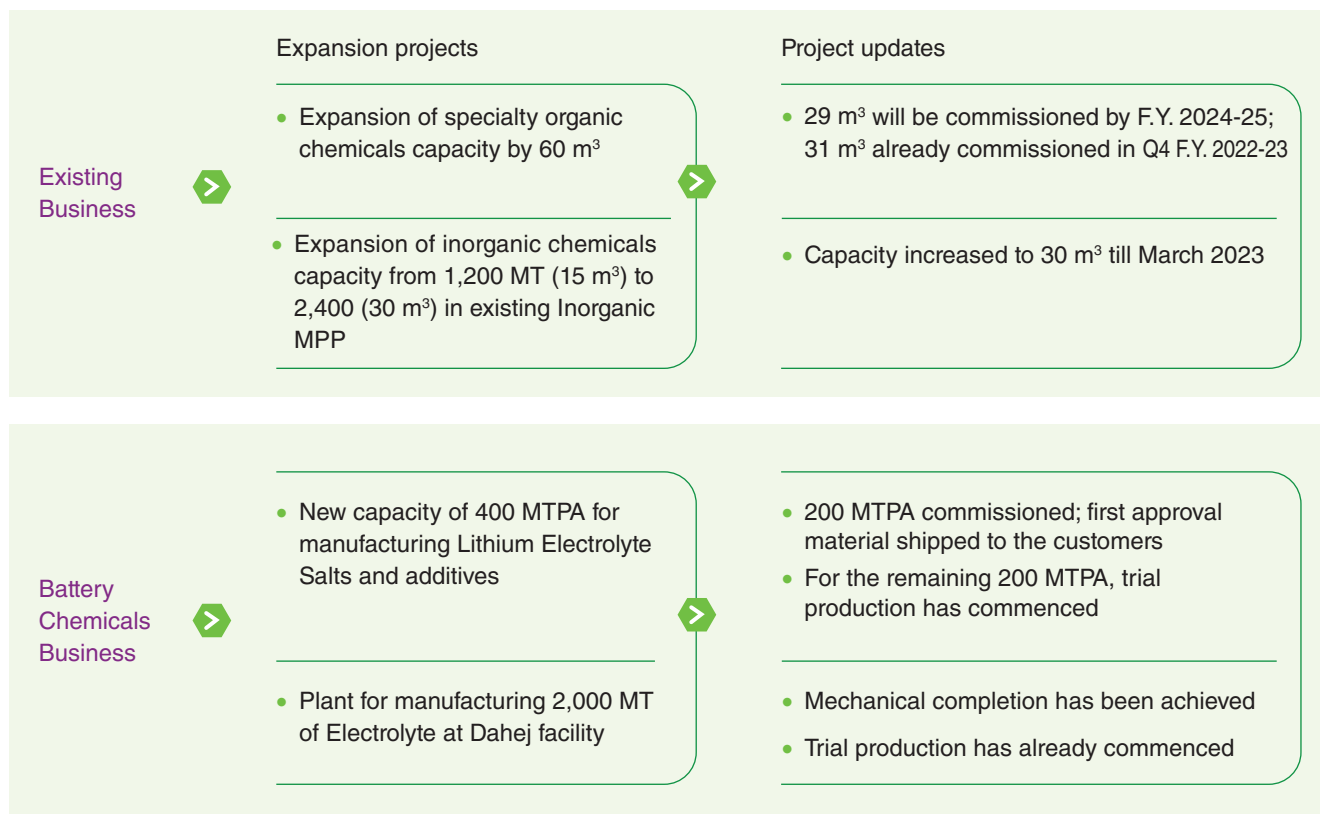 Expansion projects
Project updates
Existing
Business
• Expansion of specialty organic
chemicals capacity by 60 m³
• 29 m³ will be commissioned by F.Y. 2024-25;
31 m³ already commissioned in Q4 F.Y. 2022-23
• Expansion of inorganic chemicals
capacity from 1,200 MT (15 m³) to
2,400 (30 m³) in existing Inorganic
MPP
• Capacity increased to 30 m³ till March 2023
Battery
Chemicals
Business
• New capacity of 400 MTPA for
manufacturing Lithium Electrolyte
Salts and additives
• 200 MTPA commissioned; first approval
material shipped to the customers
• For the remaining 200 MTPA, trial
production has commenced
• Plant for manufacturing 2,000 MT
of Electrolyte at Dahej facility
• Mechanical completion has been achieved
• Trial production has already commenced